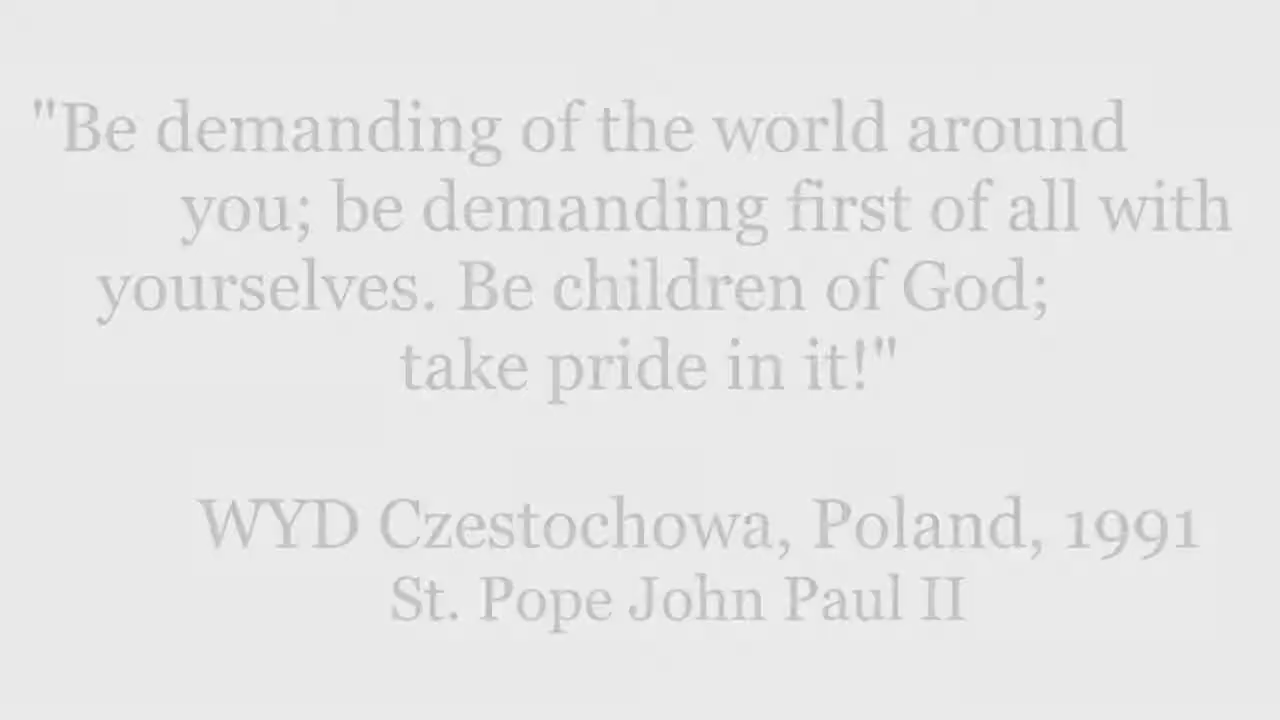 "Be demanding of the world around
you; be demanding first of all with
yourselves. Be children of God;
take pride in it!"
WYD Czestochowa, Poland, 1991
St. Pope John Paul II